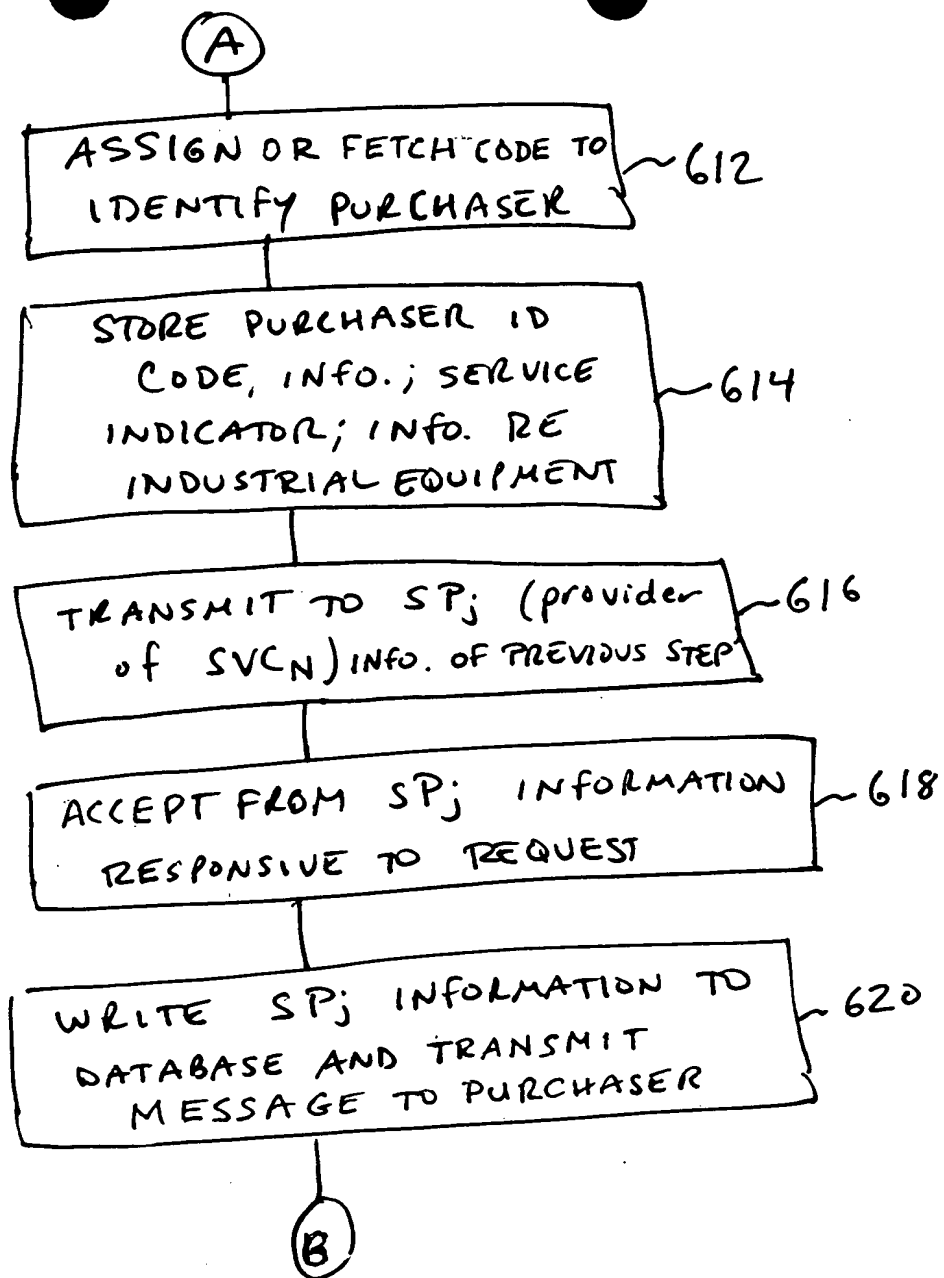 A
ASSIGN OR FETCH CODE TO
IDENTIFY PURCHASER
612
STORE PURCHASER ID
CODE, INFO.; SERVICE
INDICATOR; INFO. RE
INDUSTRIAL EQUIPMENT
614
TRANSMIT TO SPj (provider
of SVCN) INFO. OF PREVIOUS STEP
616
ACCEPT FROM SPj INFORMATION
RESPONSIVE TO REQUEST
618
WRITE SPj INFORMATION TO
DATABASE AND TRANSMIT
MESSAGE TO PURCHASER
620
B